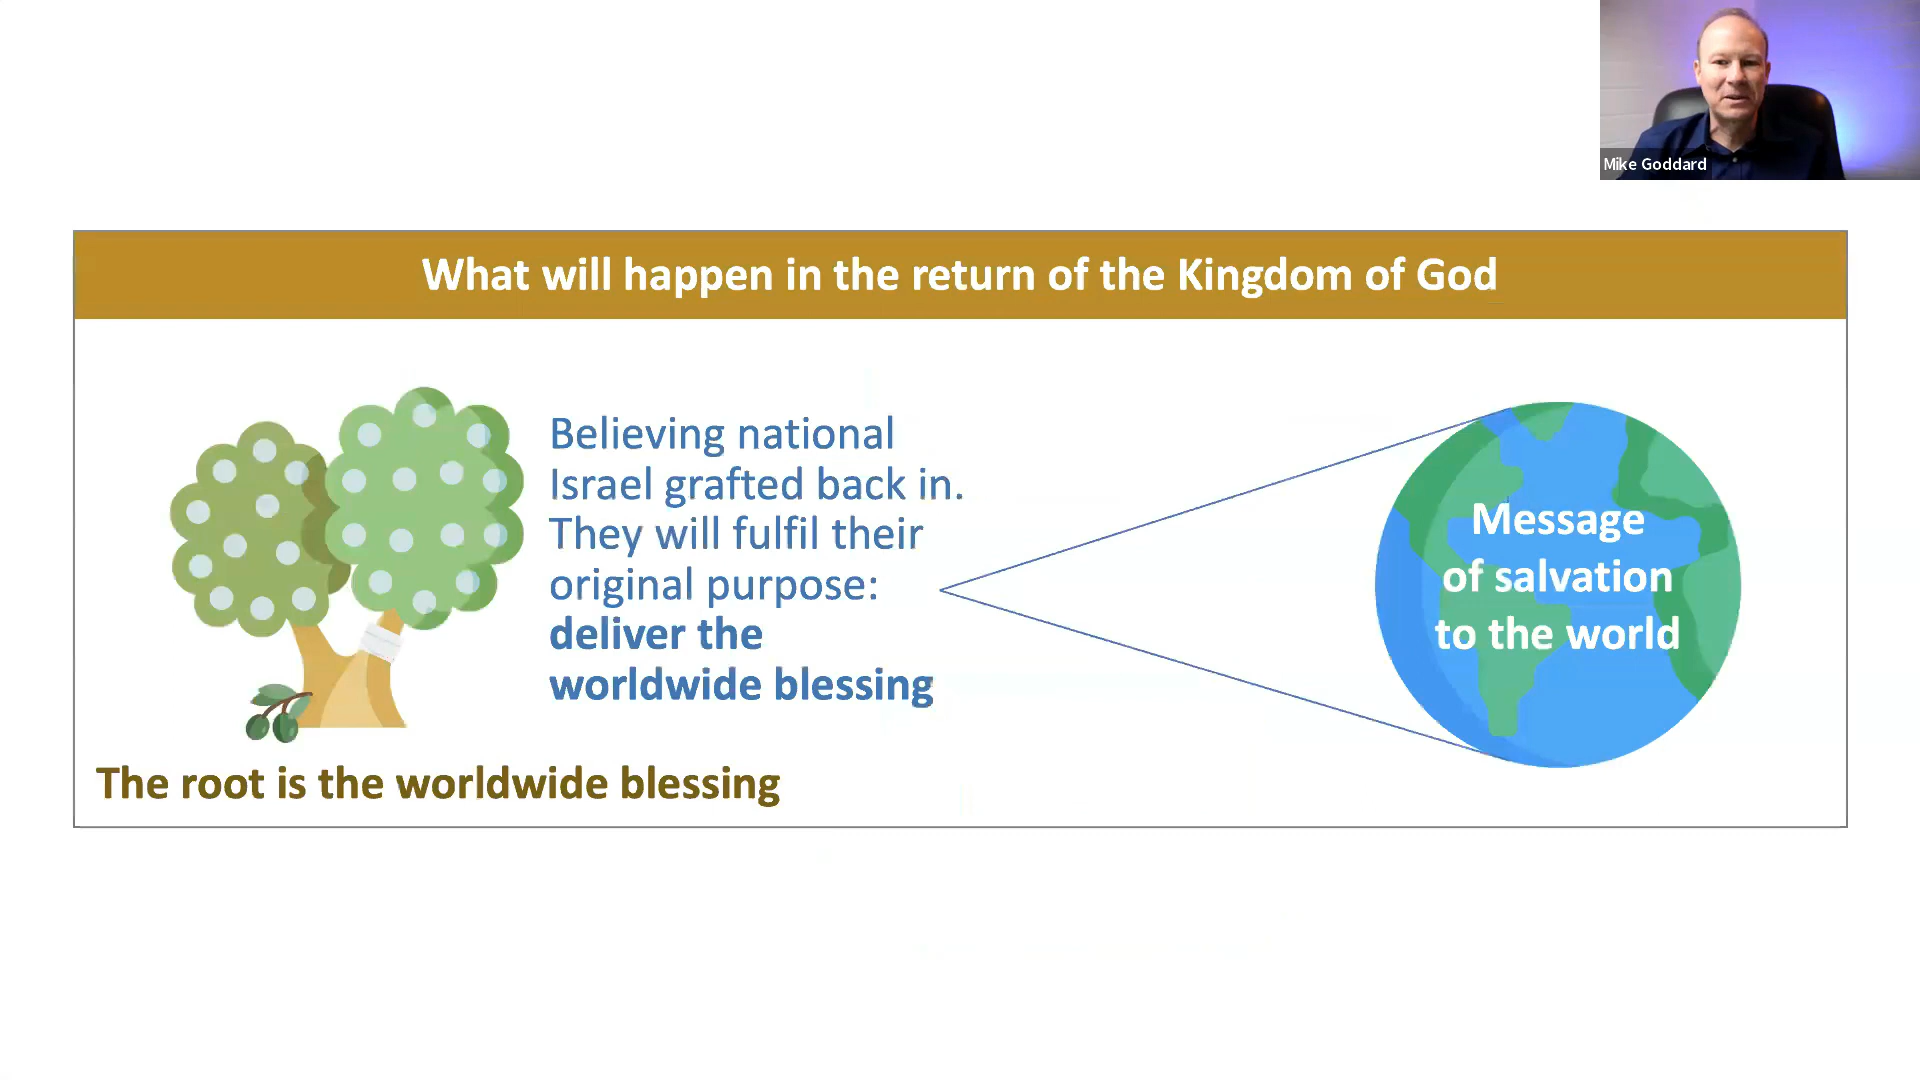 Mike Goddard
What will happen in the return of the Kingdom of God
Believing national
Israel grafted back in.
They will fulfil their
original purpose:
deliver the
worldwide blessing
Message
of salvation
to the world
The root is the worldwide blessing